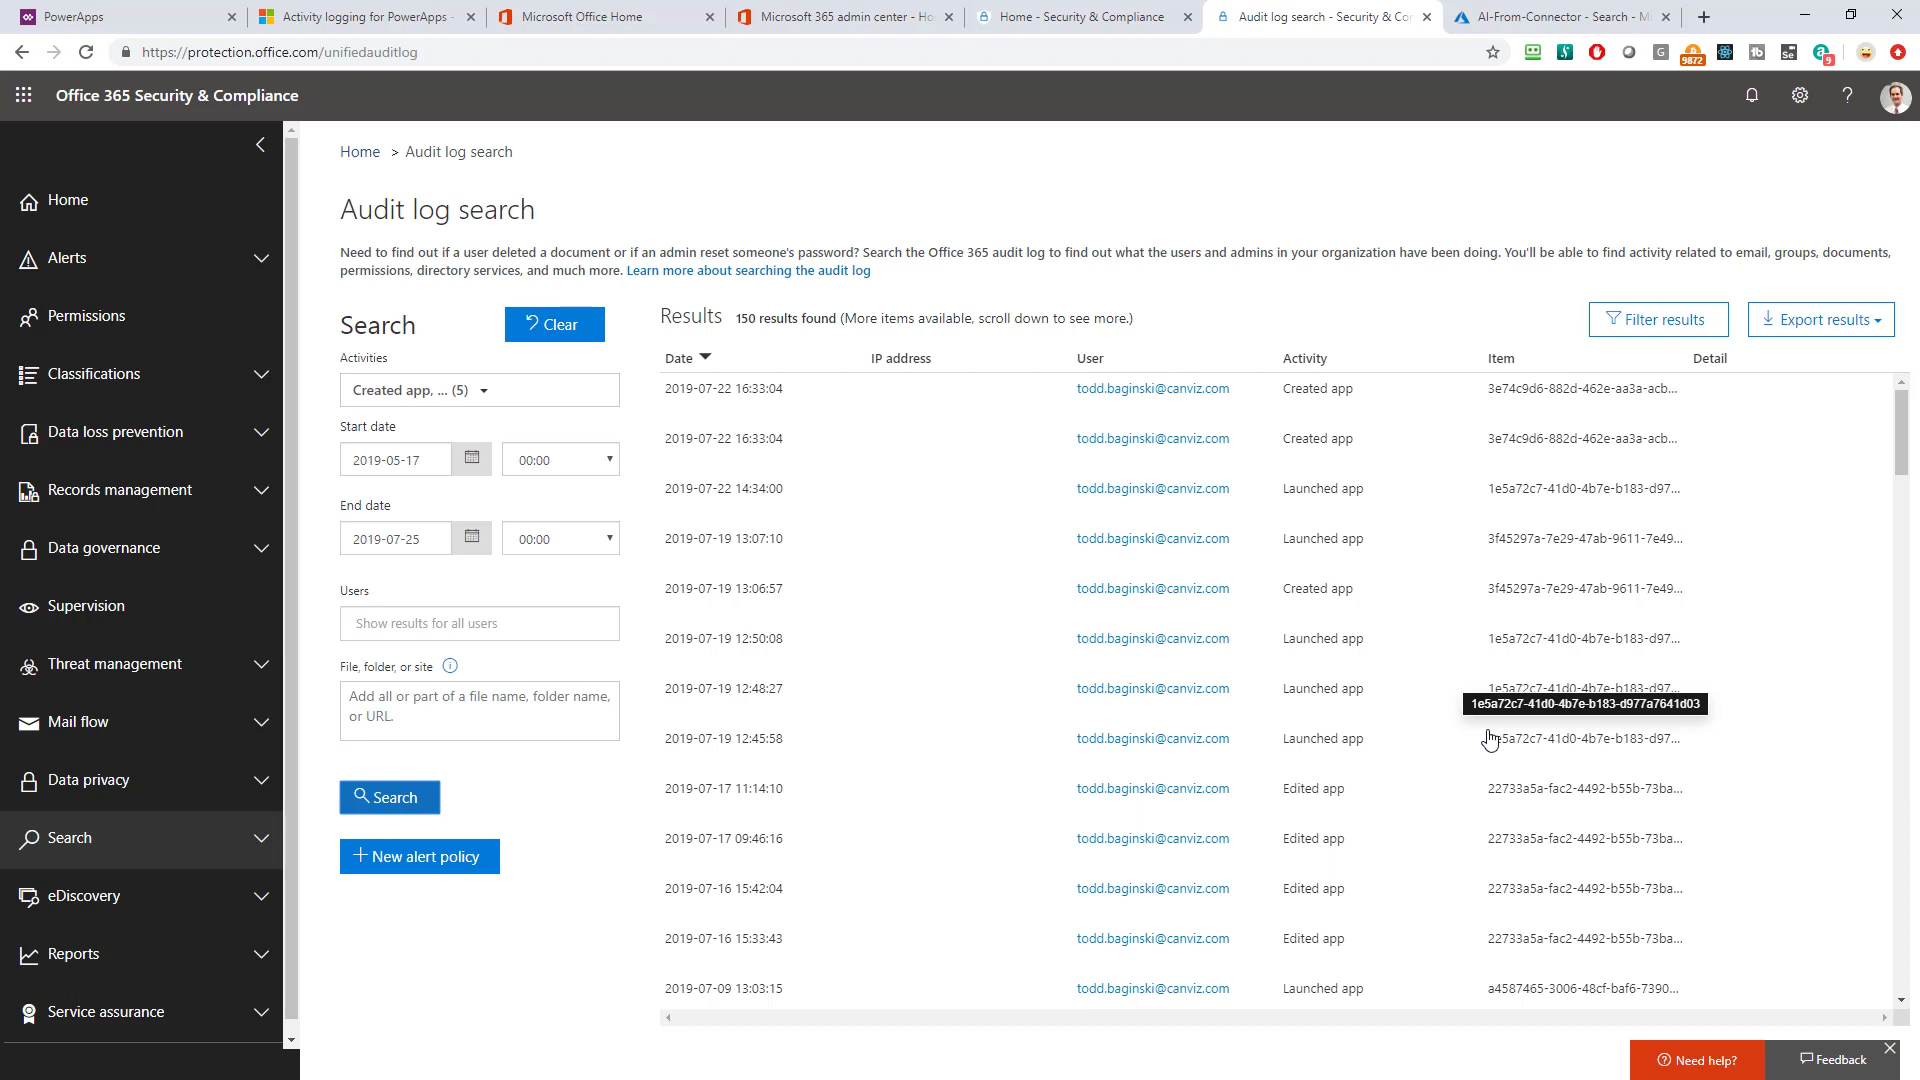 PowerApps
Activity logging for PowerApps -
Microsoft Office Home
Microsoft 365 admin center - Ho
Home - Security & Compliance
Audit log search - Security & Co
AI-From-Connector - Search - M
https://protection.office.com/unifiedauditlog
9872
9
Office 365 Security & Compliance
Home > Audit log search
Audit log search
Need to find out if a user deleted a document or if an admin reset someone's password? Search the Office 365 audit log to find out what the users and admins in your organization have been doing. You'll be able to find activity related to email, groups, documents,
permissions, directory services, and much more. Learn more about searching the audit log
Home
Alerts
Permissions
Classifications
Data loss prevention
Records management
Data governance
Supervision
Threat management
Mail flow
Data privacy
Search
eDiscovery
Reports
Service assurance
Search
Clear
Activities
Created app, ... (5)
Start date
2019-05-17
00:00
End date
2019-07-25
00:00
Users
Show results for all users
File, folder, or site
Add all or part of a file name, folder name,
or URL.
Search
New alert policy
Results 150 results found (More items available, scroll down to see more.)
Filter results
Export results
Date IP address User Activity Item Detail
2019-07-22 16:33:04 todd.baginski@canviz.com Created app 3e74c9d6-882d-462e-aa3a-acb...
2019-07-22 16:33:04 todd.baginski@canviz.com Created app 3e74c9d6-882d-462e-aa3a-acb...
2019-07-22 14:34:00 todd.baginski@canviz.com Launched app 1e5a72c7-41d0-4b7e-b183-d97...
2019-07-19 13:07:10 todd.baginski@canviz.com Launched app 3f45297a-7e29-47ab-9611-7e49...
2019-07-19 13:06:57 todd.baginski@canviz.com Created app 3f45297a-7e29-47ab-9611-7e49...
2019-07-19 12:50:08 todd.baginski@canviz.com Launched app 1e5a72c7-41d0-4b7e-b183-d97...
2019-07-19 12:48:27 todd.baginski@canviz.com Launched app 1e5a72c7-41d0-4b7e-b183-d97...
1e5a72c7-41d0-4b7e-b183-d977a7641d03
2019-07-19 12:45:58 todd.baginski@canviz.com Launched app e5a72c7-41d0-4b7e-b183-d97...
2019-07-17 11:14:10 todd.baginski@canviz.com Edited app 22733a5a-fac2-4492-b55b-73ba...
2019-07-17 09:46:16 todd.baginski@canviz.com Edited app 22733a5a-fac2-4492-b55b-73ba...
2019-07-16 15:42:04 todd.baginski@canviz.com Edited app 22733a5a-fac2-4492-b55b-73ba...
2019-07-16 15:33:43 todd.baginski@canviz.com Edited app 22733a5a-fac2-4492-b55b-73ba...
2019-07-09 13:03:15 todd.baginski@canviz.com Launched app a4587465-3006-48cf-baf6-7390...
Need help?
Feedback